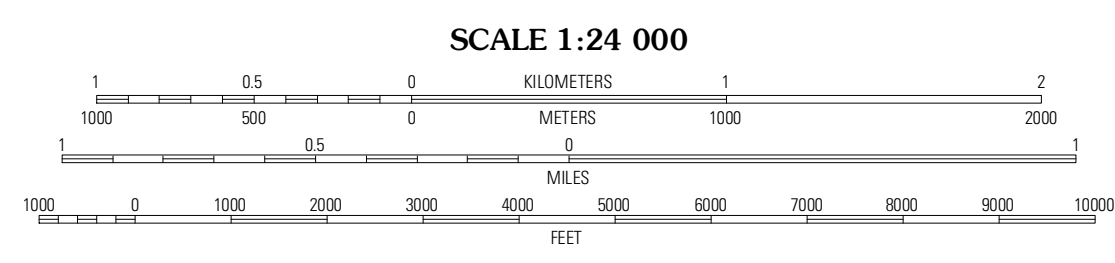 SCALE 1:24 000
1 0.5 0 KILOMETERS 1 2
1000 500 0 METERS 1000 2000
1 0.5 0 1
MILES
1000 0 1000 2000 3000 4000 5000 6000 7000 8000 9000 10000
FEET